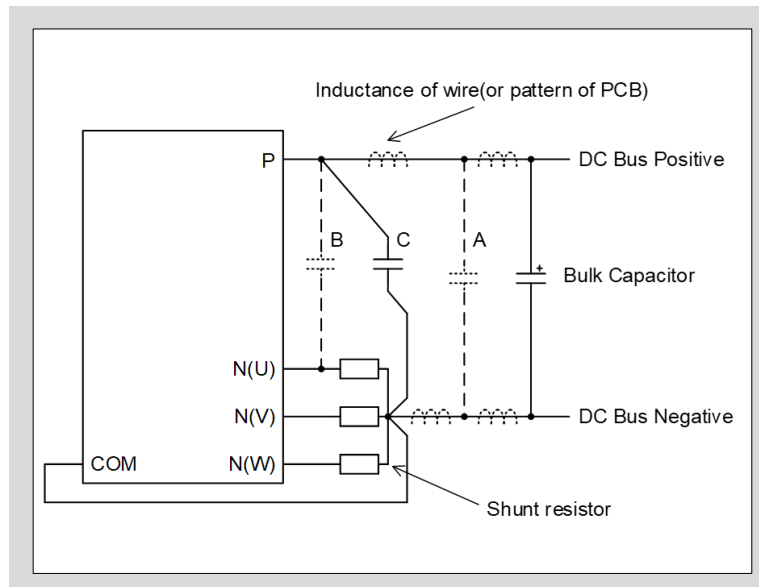 Inductance of wire(or pattern of PCB)
P
DC Bus Positive
B
C
A
+
Bulk Capacitor
N(U)
N(V)
DC Bus Negative
COM
N(W)
Shunt resistor